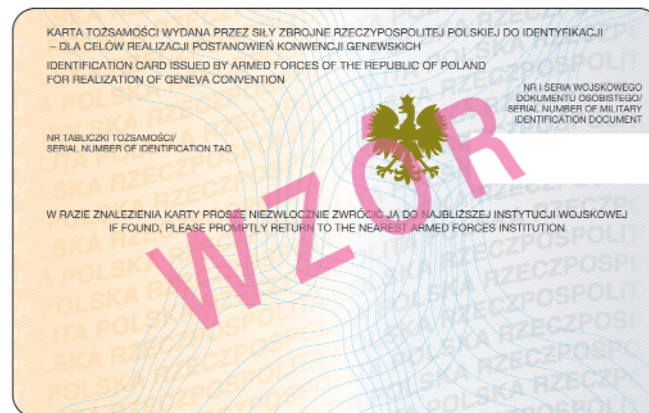 KARTA TOŻSAMOŚCI WYDANA PRZEZ SIŁY ZBROJNE RZECZYPOSPOLITEJ POLSKIEJ DO IDENTYFIKACJI
– DLA CELÓW REALIZACJI POSTANOWIEŃ KONWENCJI GENEWSKICH
IDENTIFICATION CARD ISSUED BY ARMED FORCES OF THE REPUBLIC OF POLAND
FOR REALIZATION OF GENEVA CONVENTION
NR I SERIA WOJSKOWEGO
DOKUMENTU OSOBISTEGO/
SERIAL NUMBER OF MILITARY
IDENTIFICATION DOCUMENT
NR TABLICZKI TOŻSAMOŚCI/
SERIAL NUMBER OF IDENTIFICATION TAG
WZÓR
W RAZIE ZNALEZIENIA KARTY PROSZĘ NIEZWŁOCZNIE ZWRÓCIĆ JĄ DO NAJBLIŻSZEJ INSTYTUCJI WOJSKOWEJ
IF FOUND, PLEASE PROMPTLY RETURN TO THE NEAREST ARMED FORCES INSTITUTION